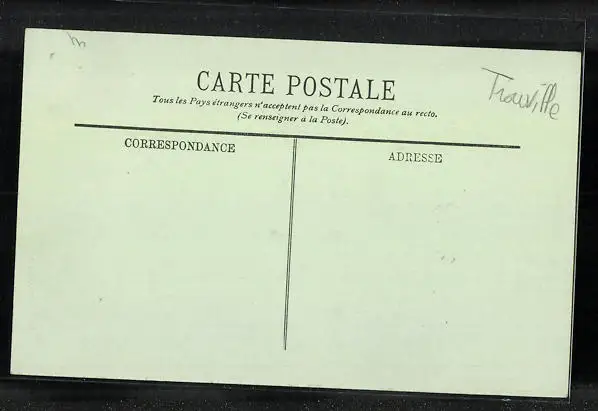 m
CARTE POSTALE
Trouville
Tous les Pays étrangers n'acceptent pas la Correspondance au recto.
(Se renseigner à la Poste).
CORRESPONDANCE
ADRESSE